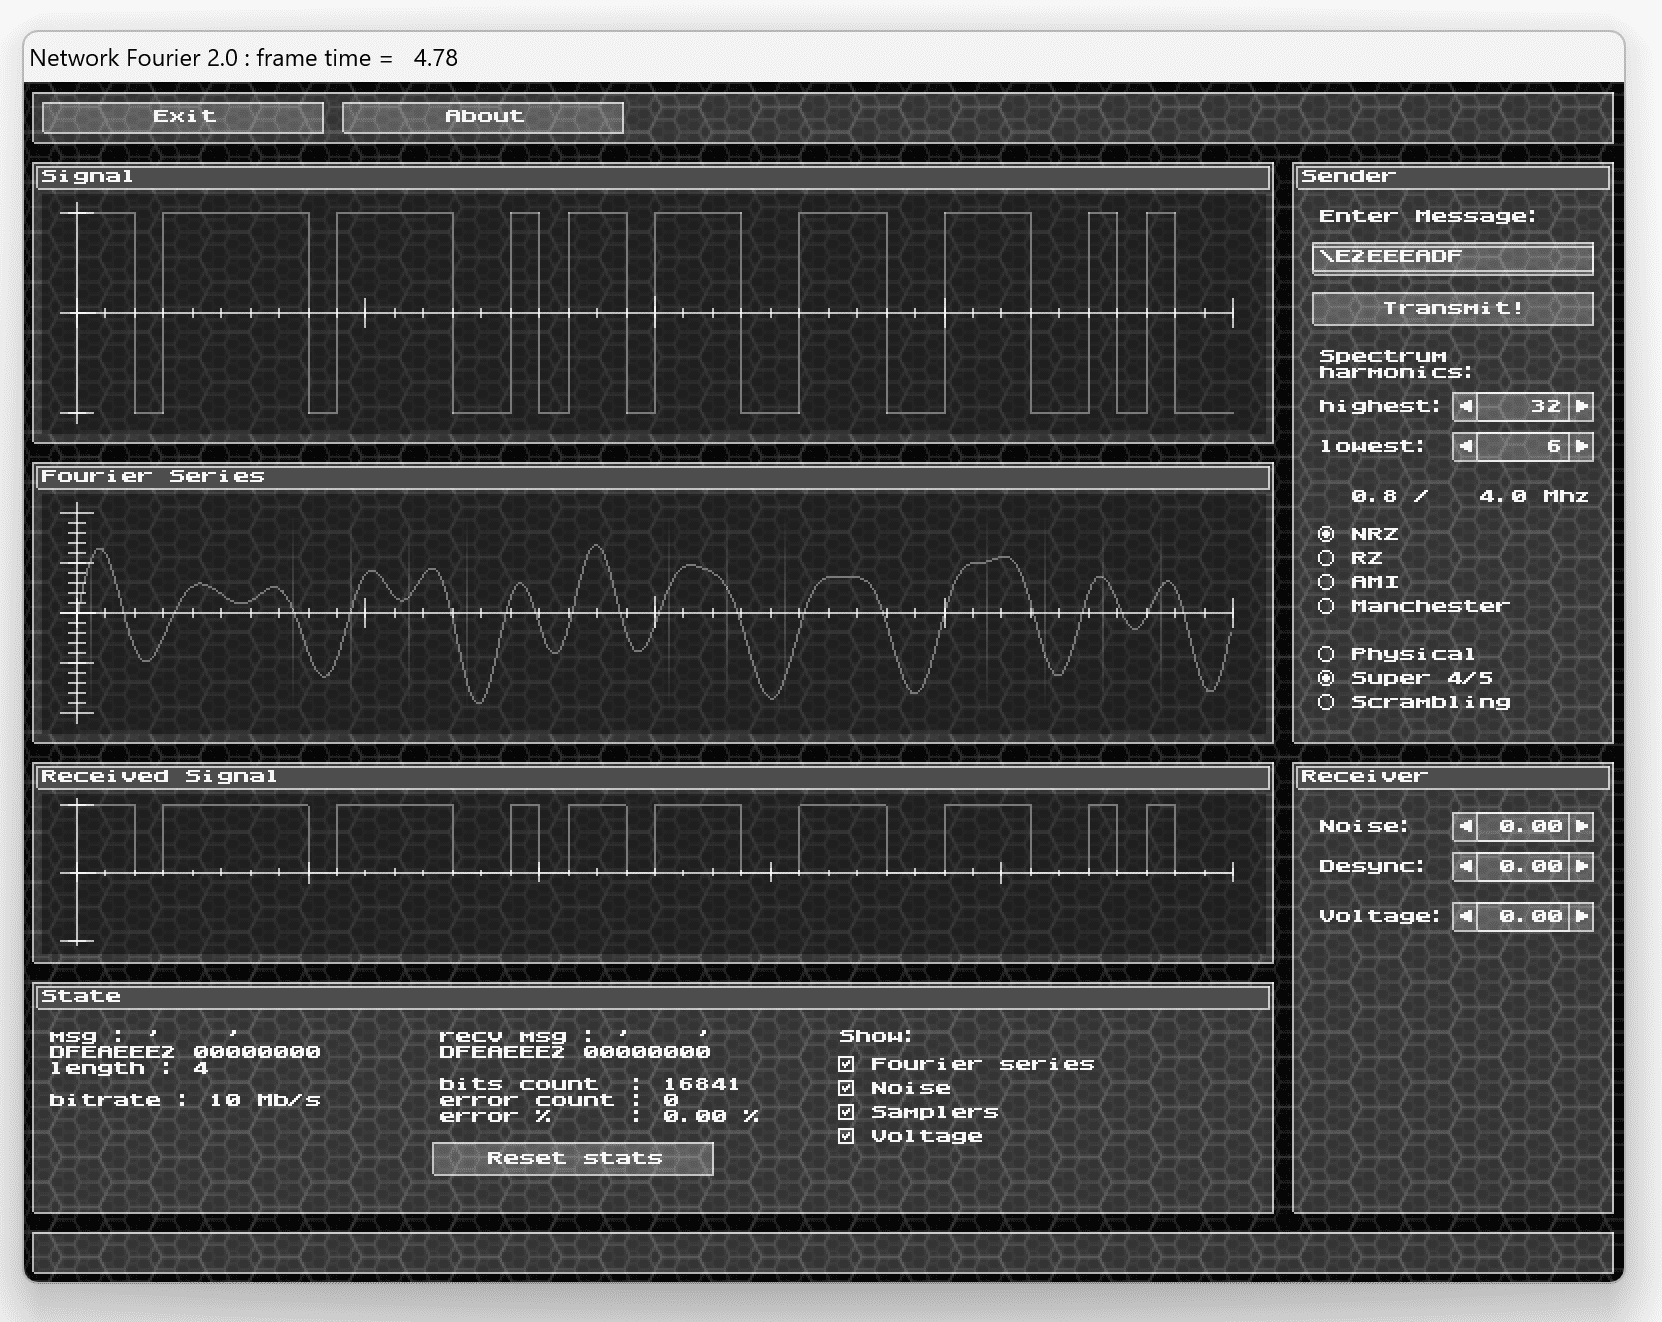 Network Fourier 2.0 : frame time =   4.78
Exit
About
Signal
Fourier Series
Received Signal
State
msg : '    '
DFEAEEE2 00000000
length : 4
bitrate : 10 Mb/s
recv msg : '    '
DFEAEEE2 00000000
bits count  : 16841
error count : 0
error %     : 0.00 %
Reset stats
Show:
Fourier series
Noise
Samplers
Voltage
Sender
Enter Message:
\E2EEEADF
Transmit!
Spectrum
harmonics:
highest: 32
lowest: 6
0.8 /   4.0 Mhz
NRZ
RZ
AMI
Manchester
Physical
Super 4/5
Scrambling
Receiver
Noise: 0.00
Desync: 0.00
Voltage: 0.00